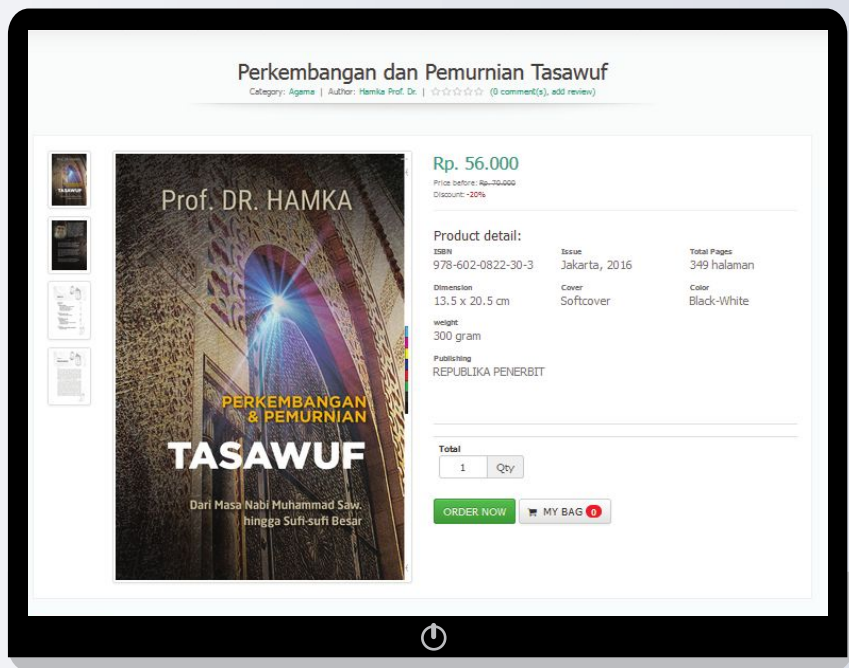 Perkembangan dan Pemurnian Tasawuf
Category: Agama | Author: Hamka Prof. Dr. | (0 comment(s), add review)
Prof. DR. HAMKA
PERKEMBANGAN
& PEMURNIAN
TASAWUF
Dari Masa Nabi Muhammad Saw.
hingga Sufi-sufi Besar
Rp. 56.000
Price before: Rp. 70.000
Discount: -20%
Product detail:
ISBN Issue Total Pages
978-602-0822-30-3 Jakarta, 2016 349 halaman
Dimension Cover Color
13.5 x 20.5 cm Softcover Black-White
weight
300 gram
Publishing
REPUBLIKA PENERBIT
Total
1 Qty
ORDER NOW MY BAG 0